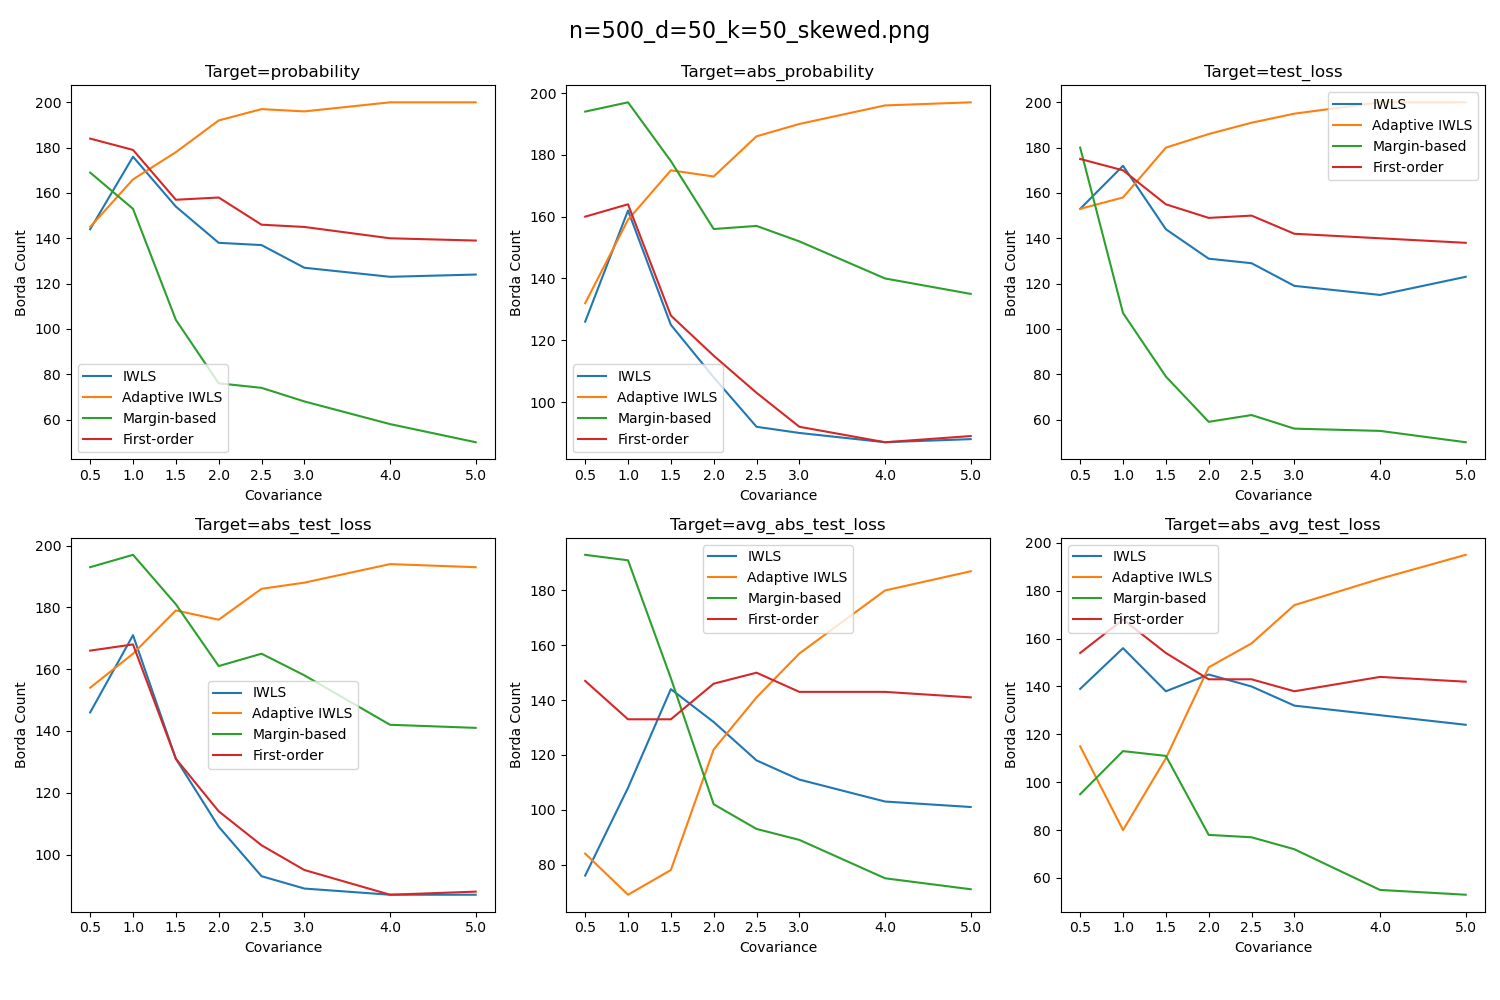 n=500_d=50_k=50_skewed.png
Target=probability
200
180
160
140
120
100
80
60
Borda Count
IWLS
Adaptive IWLS
Margin-based
First-order
0.5 1.0 1.5 2.0 2.5 3.0 4.0 5.0
Covariance
Target=abs_probability
200
180
160
140
120
100
Borda Count
IWLS
Adaptive IWLS
Margin-based
First-order
0.5 1.0 1.5 2.0 2.5 3.0 4.0 5.0
Covariance
Target=test_loss
200
180
160
140
120
100
80
60
Borda Count
IWLS
Adaptive IWLS
Margin-based
First-order
0.5 1.0 1.5 2.0 2.5 3.0 4.0 5.0
Covariance
Target=abs_test_loss
200
180
160
140
120
100
Borda Count
IWLS
Adaptive IWLS
Margin-based
First-order
0.5 1.0 1.5 2.0 2.5 3.0 4.0 5.0
Covariance
Target=avg_abs_test_loss
180
160
140
120
100
80
Borda Count
IWLS
Adaptive IWLS
Margin-based
First-order
0.5 1.0 1.5 2.0 2.5 3.0 4.0 5.0
Covariance
Target=abs_avg_test_loss
200
180
160
140
120
100
80
60
Borda Count
IWLS
Adaptive IWLS
Margin-based
First-order
0.5 1.0 1.5 2.0 2.5 3.0 4.0 5.0
Covariance